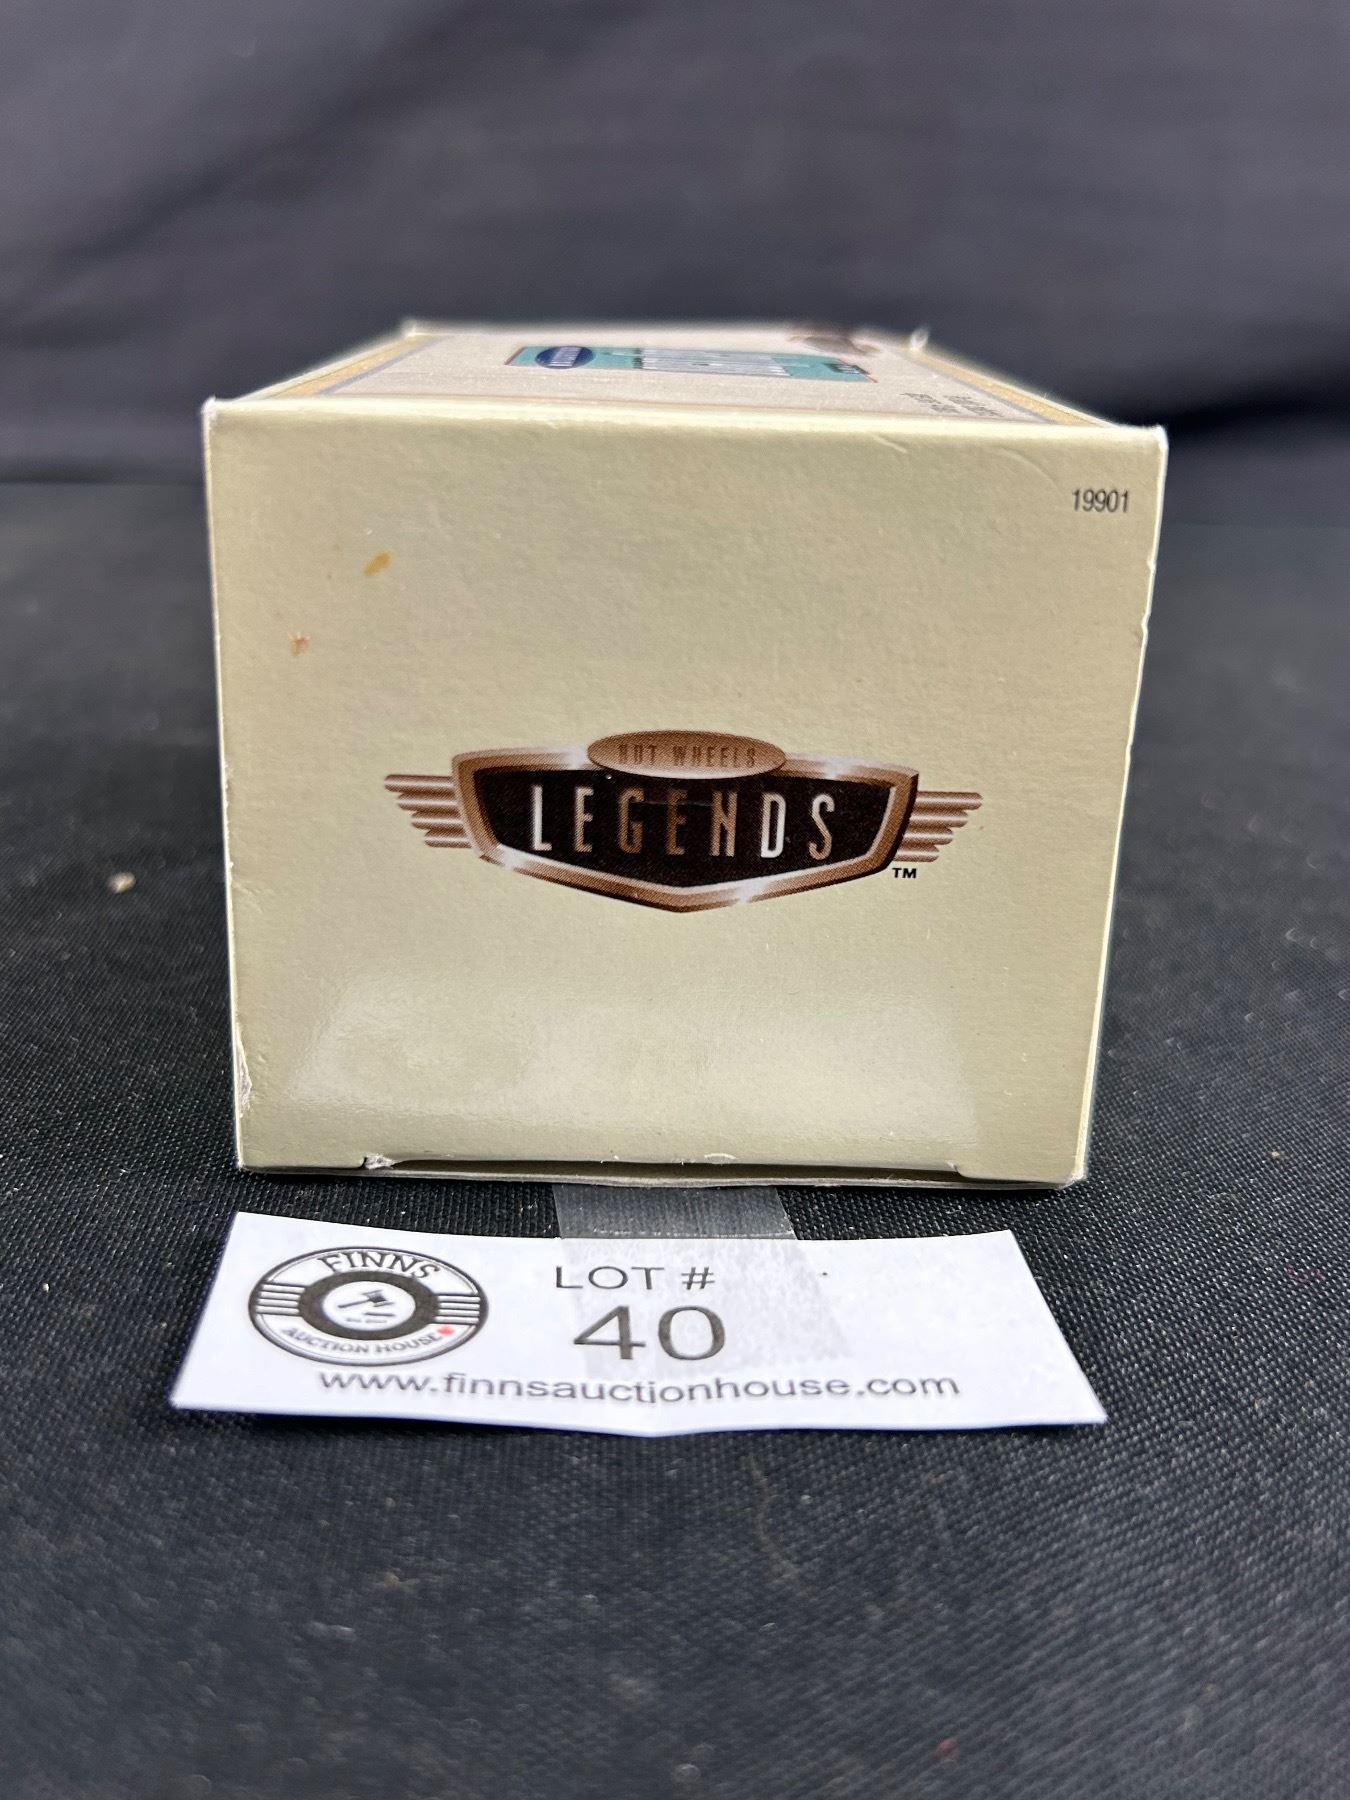 19901
HOT WHEELS
LEGENDS
TM
FINNS
AUCTION HOUSE
LOT #
40
www.finnsauctionhouse.com